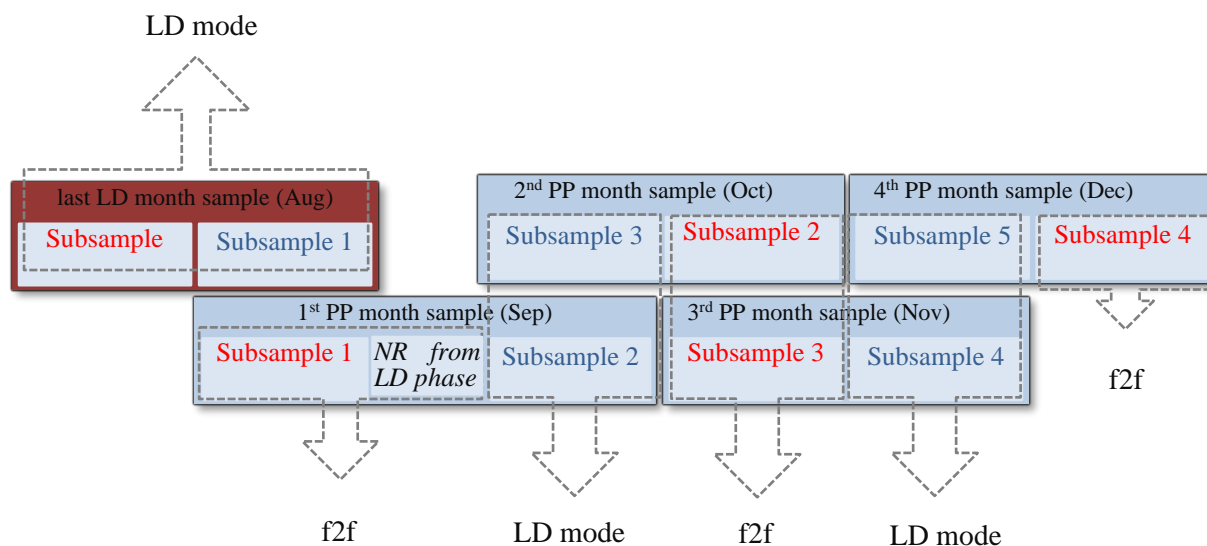 LD mode
last LD month sample (Aug)
Subsample
Subsample 1
2nd PP month sample (Oct)
Subsample 3
Subsample 2
4th PP month sample (Dec)
Subsample 5
Subsample 4
1st PP month sample (Sep)
Subsample 1
NR from
LD phase
Subsample 2
3rd PP month sample (Nov)
Subsample 3
Subsample 4
f2f
f2f
LD mode
f2f
LD mode